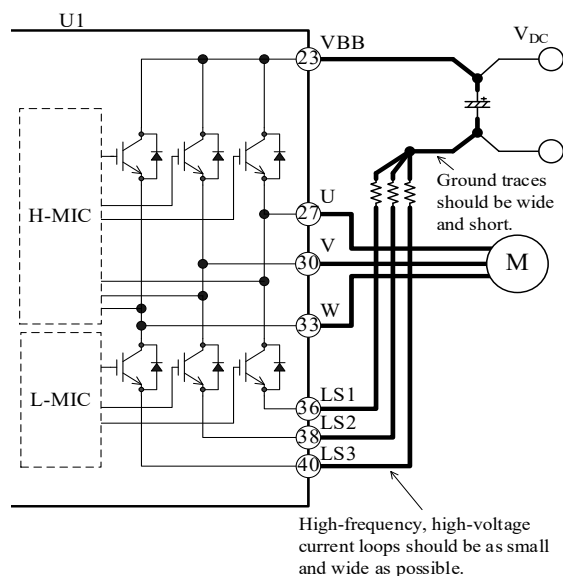 U1
VBB
V_DC
23
H-MIC
Ground traces
should be wide
and short.
U
27
V
30
M
W
33
L-MIC
LS1
36
LS2
38
LS3
40
High-frequency, high-voltage
current loops should be as small
and wide as possible.